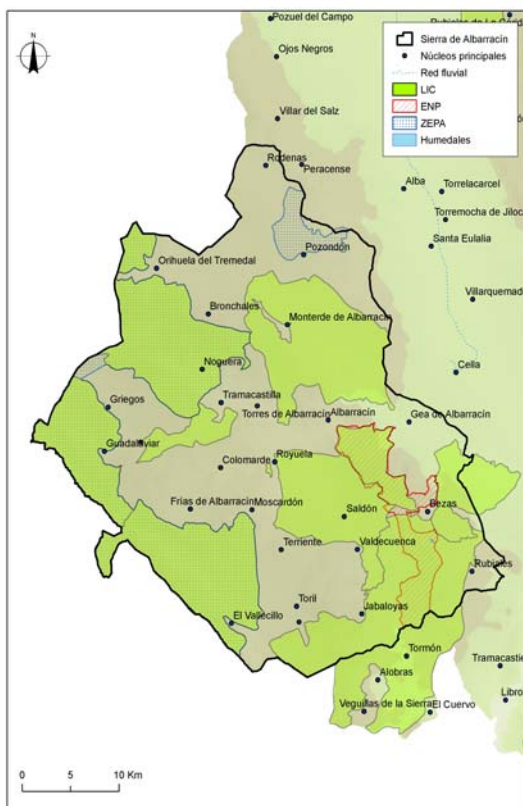 Pozuel del Campo
Ojos Negros
Sierra de Albarracín
Núcleos principales
Red fluvial
LIC
ENP
ZEPA
Humedales
N
Villar del Salz
Rodenas
Peracense
Alba
Torrelacarcel
Torremocha de Jiloc
Santa Eulalia
Pozondón
Orihuela del Tremedal
Villarquemad
Bronchales
Monterde de Albarracín
Noguera
Cella
Griegos
Tramacastilla
Torres de Albarracín
Albarracín
Gea de Albarracín
Guadalaviar
Colomarde
Royuela
Frías de Albarracín
Moscardón
Saldón
Bezas
Terriente
Valdecuenca
Rubiales
Toril
El Vallecillo
Jabaloyas
Tormón
Tramacasti
Alobras
Libro
Veguillas de la Sierra
El Cuervo
0 5 10 Km